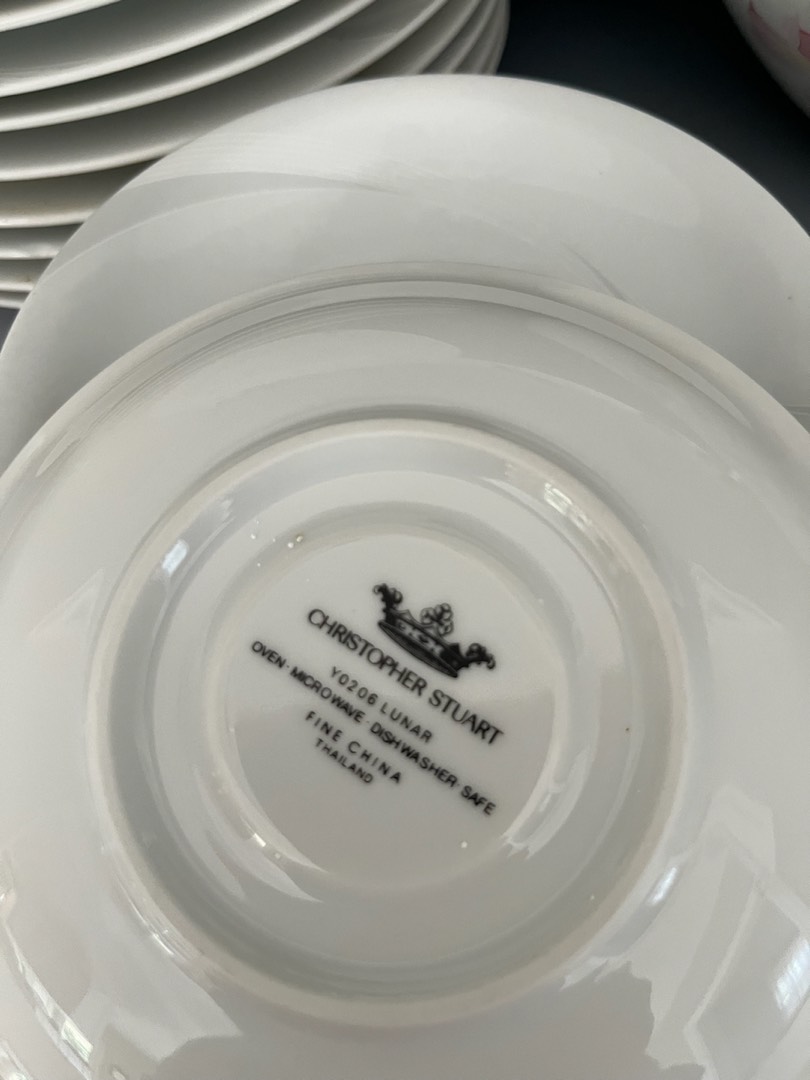 CHRISTOPHER STUART
Y0206 LUNAR
OVEN·MICROWAVE·DISHWASHER·SAFE
FINE CHINA
THAILAND